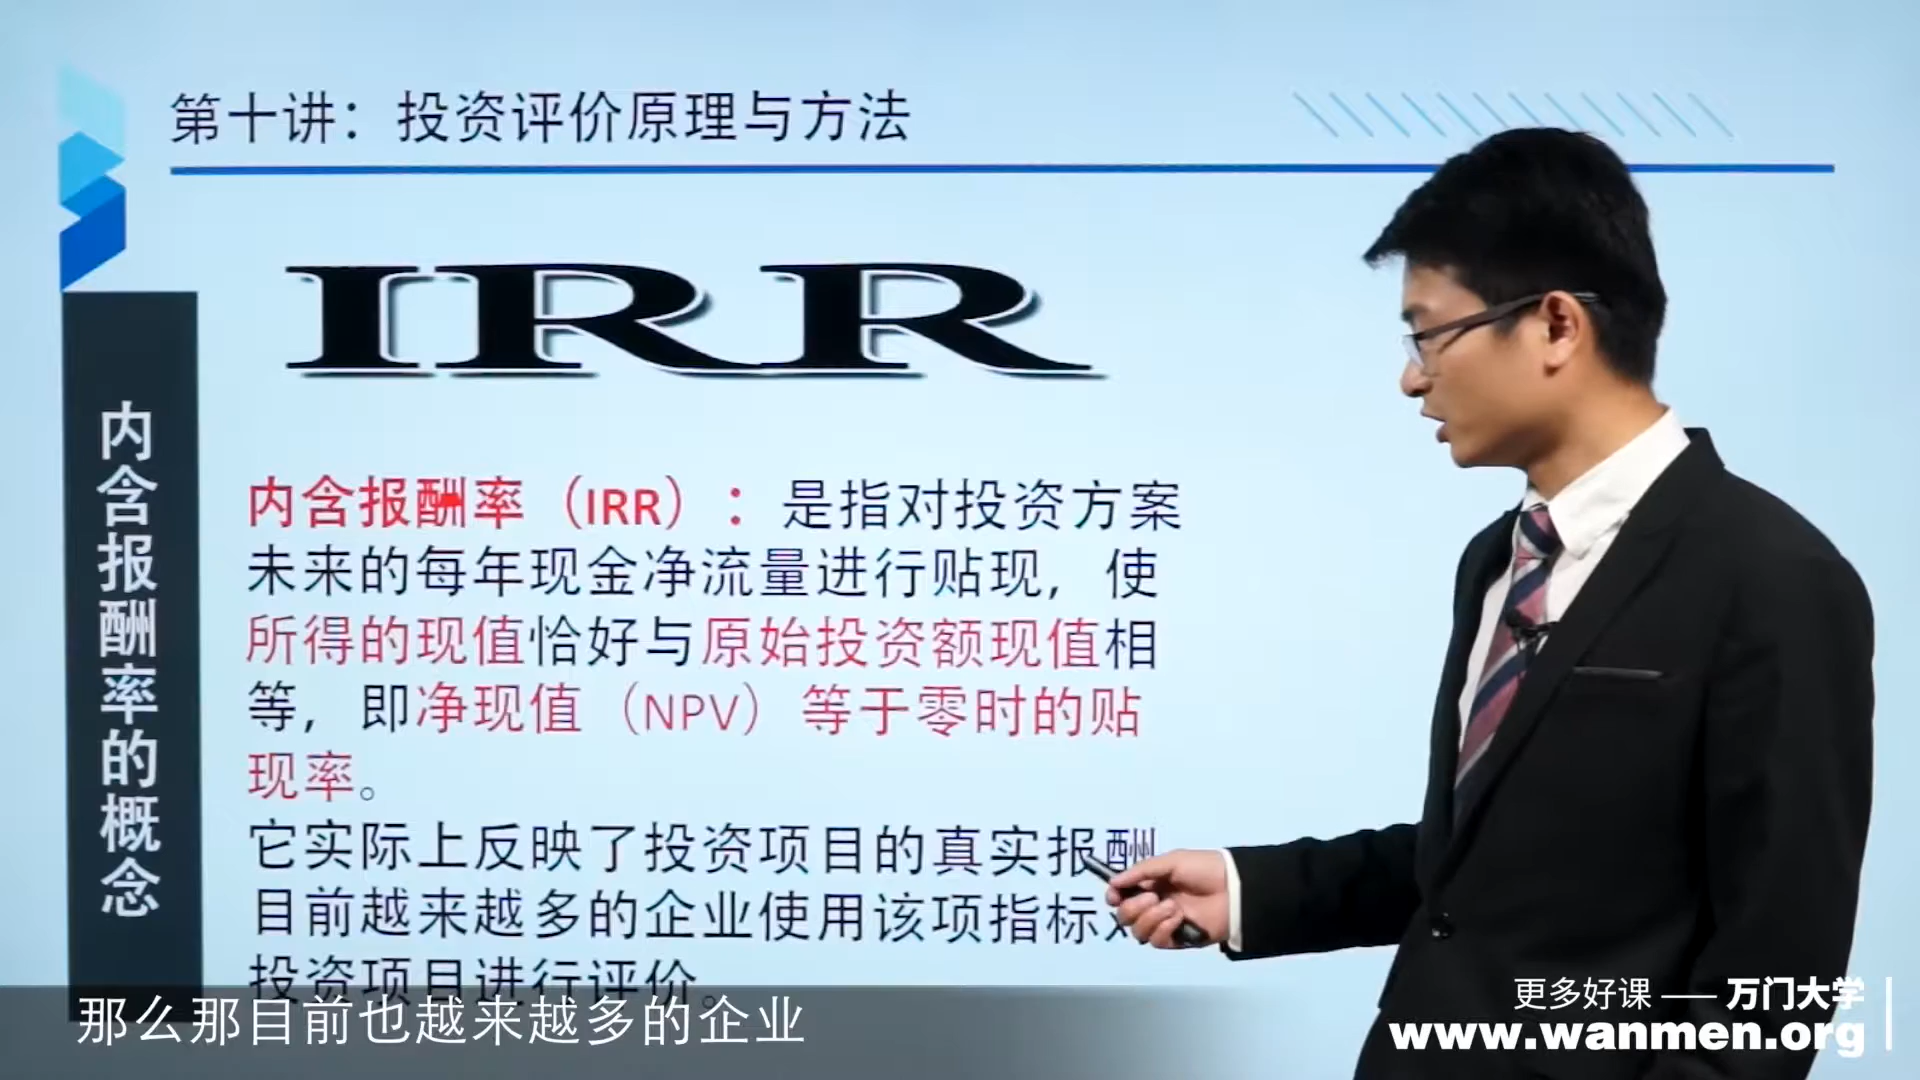 第十讲：投资评价原理与方法
IRR
内含报酬率的概念
内含报酬率（IRR）：是指对投资方案
未来的每年现金净流量进行贴现，使
所得的现值恰好与原始投资额现值相
等，即净现值（NPV）等于零时的贴
现率。
它实际上反映了投资项目的真实报酬
目前越来越多的企业使用该项指标对
投资项目进行评价。
那么那目前也越来越多的企业
更多好课 —— 万门大学
www.wanmen.org